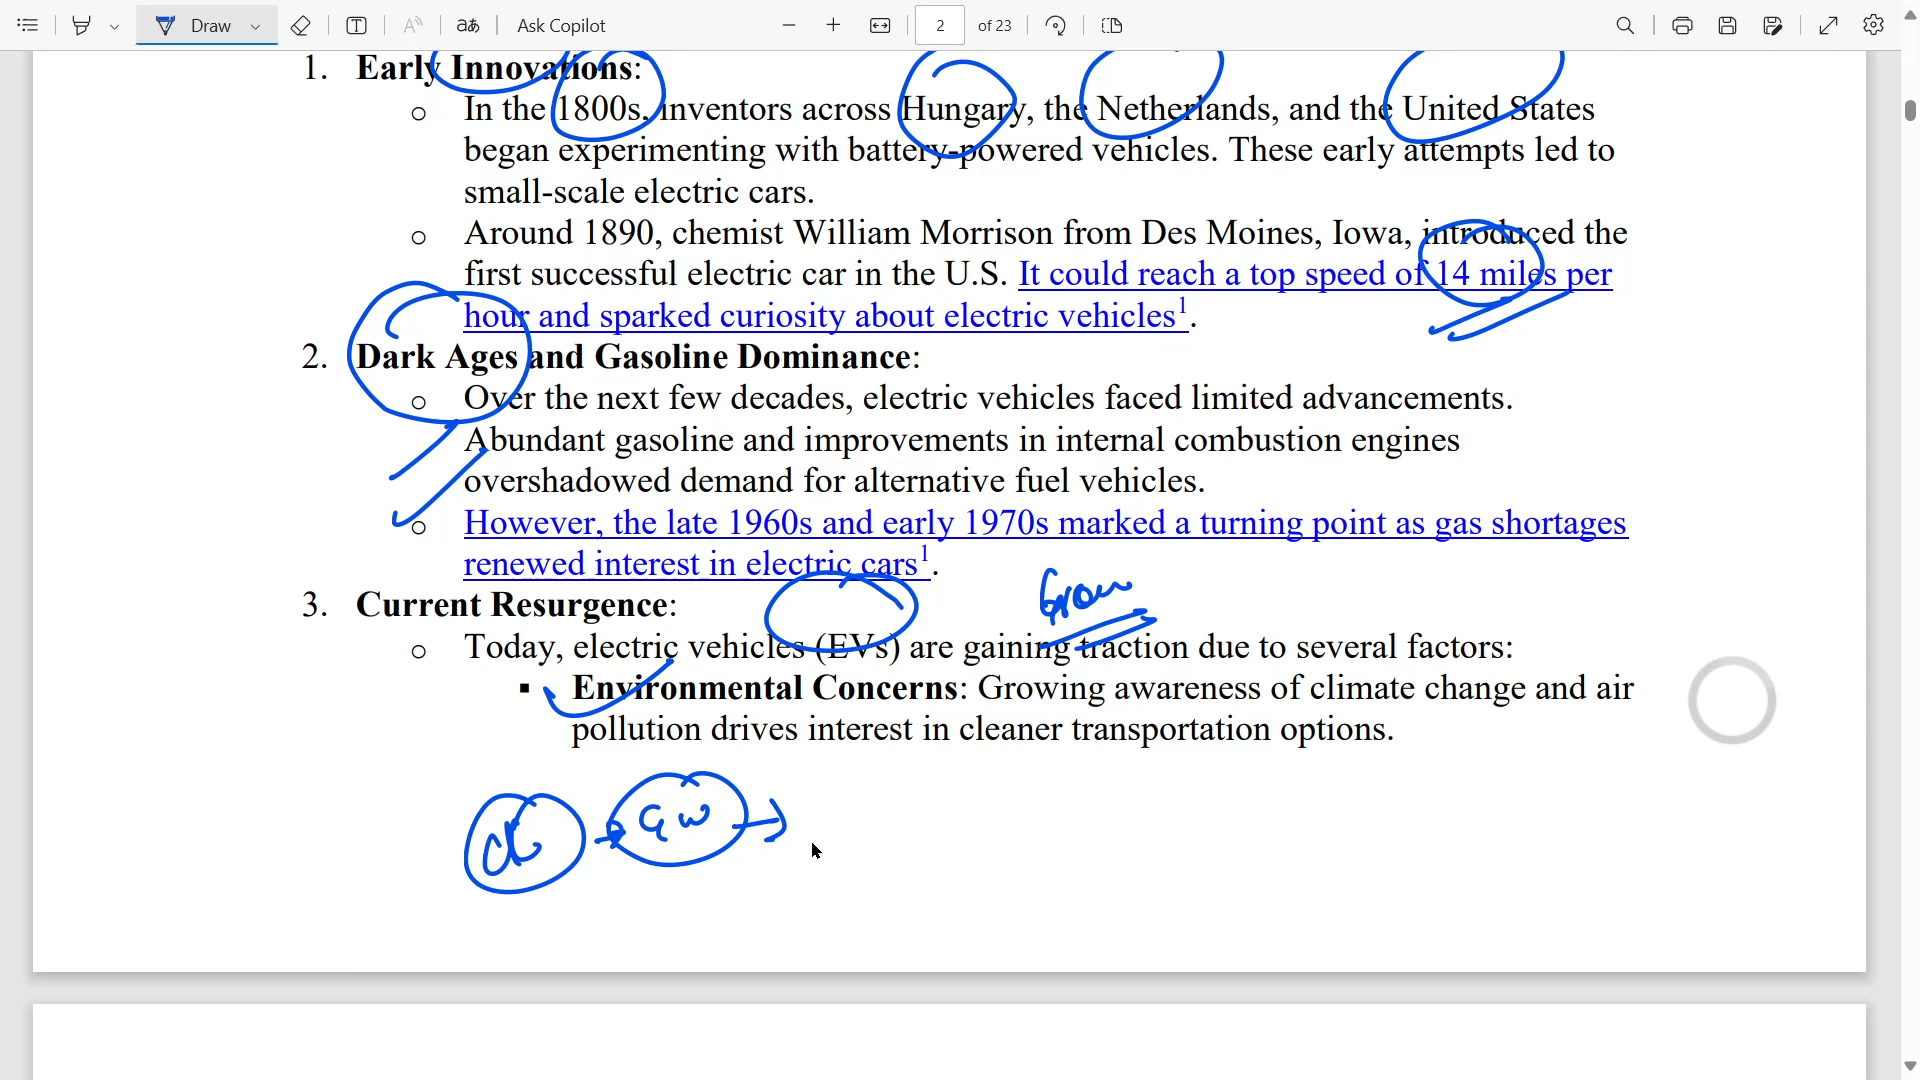 Draw
Ask Copilot
2 of 23
1. Early Innovations:
o In the 1800s, inventors across Hungary, the Netherlands, and the United States
began experimenting with battery-powered vehicles. These early attempts led to
small-scale electric cars.
o Around 1890, chemist William Morrison from Des Moines, Iowa, introduced the
first successful electric car in the U.S. It could reach a top speed of 14 miles per
hour and sparked curiosity about electric vehicles¹.
2. Dark Ages and Gasoline Dominance:
o Over the next few decades, electric vehicles faced limited advancements.
Abundant gasoline and improvements in internal combustion engines
overshadowed demand for alternative fuel vehicles.
o However, the late 1960s and early 1970s marked a turning point as gas shortages
renewed interest in electric cars¹.
3. Current Resurgence:
o Today, electric vehicles (EVs) are gaining traction due to several factors:
▪ Environmental Concerns: Growing awareness of climate change and air
pollution drives interest in cleaner transportation options.
GW